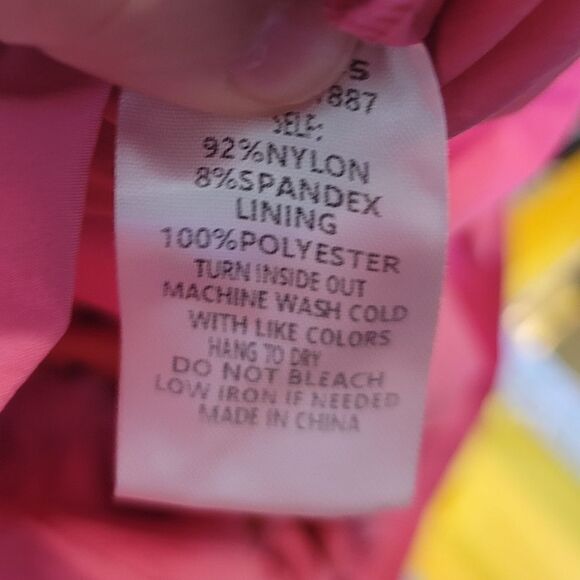 S
887
SELF:
92%NYLON
8%SPANDEX
LINING
100%POLYESTER
TURN INSIDE OUT
MACHINE WASH COLD
WITH LIKE COLORS
HANG TO DRY
DO NOT BLEACH
LOW IRON IF NEEDED
MADE IN CHINA